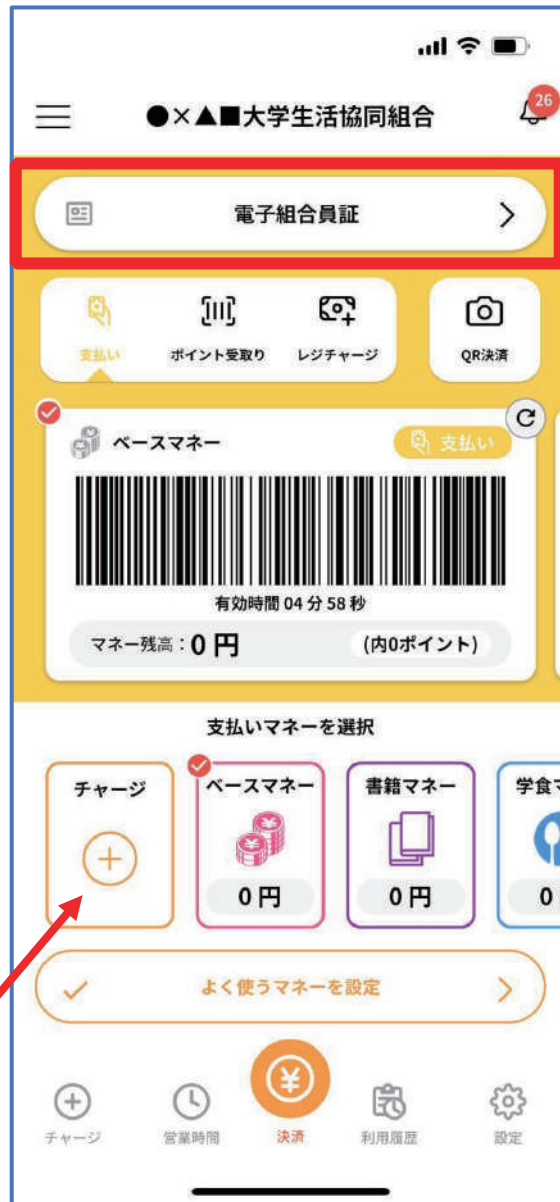 ●×▲■大学生活協同組合
26
電子組合員証
支払い
ポイント受取り
レジチャージ
QR決済
ベースマネー
支払い
有効時間 04 分 58 秒
マネー残高：0 円 (内0ポイント)
支払いマネーを選択
チャージ
ベースマネー
0 円
書籍マネー
0 円
学食マ
0
よく使うマネーを設定
チャージ
営業時間
決済
利用履歴
設定